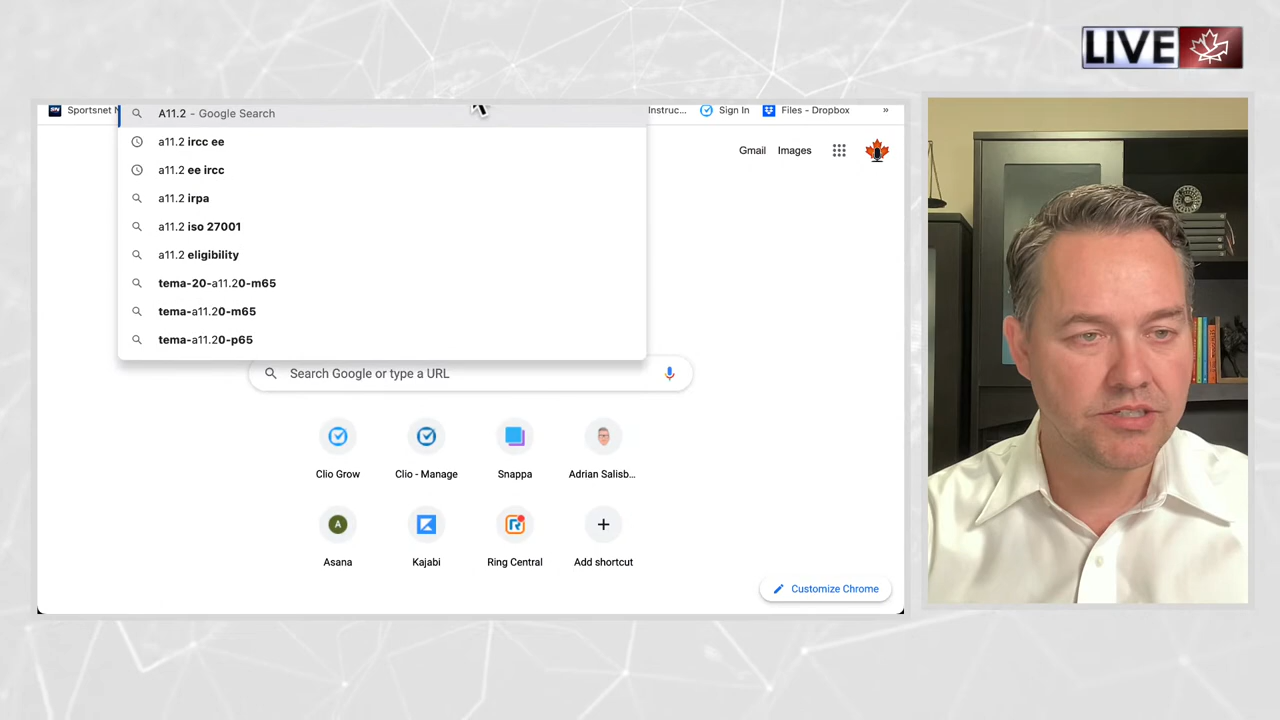 LIVE
Sportsnet
Instruc...
Sign In
Files - Dropbox
»
A11.2 - Google Search
a11.2 ircc ee
a11.2 ee ircc
a11.2 irpa
a11.2 iso 27001
a11.2 eligibility
tema-20-a11.20-m65
tema-a11.20-m65
tema-a11.20-p65
Gmail
Images
Search Google or type a URL
Clio Grow
Clio - Manage
Snappa
Adrian Salisb...
A
Asana
Kajabi
Ring Central
Add shortcut
Customize Chrome